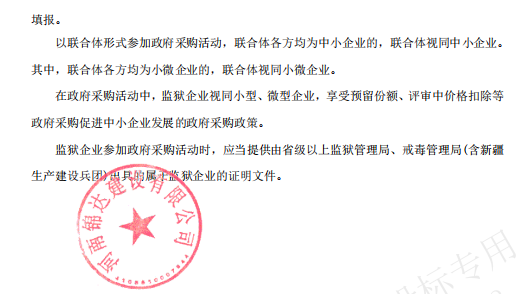 填报。
以联合体形式参加政府采购活动，联合体各方均为中小企业的，联合体视同中小企业。
其中，联合体各方均为小微企业的，联合体视同小微企业。
在政府采购活动中，监狱企业视同小型、微型企业，享受预留份额、评审中价格扣除等
政府采购促进中小企业发展的政府采购政策。
监狱企业参加政府采购活动时，应当提供由省级以上监狱管理局、戒毒管理局(含新疆
生产建设兵团)出具的属于监狱企业的证明文件。
河南锦达建设有限公司
投标专用